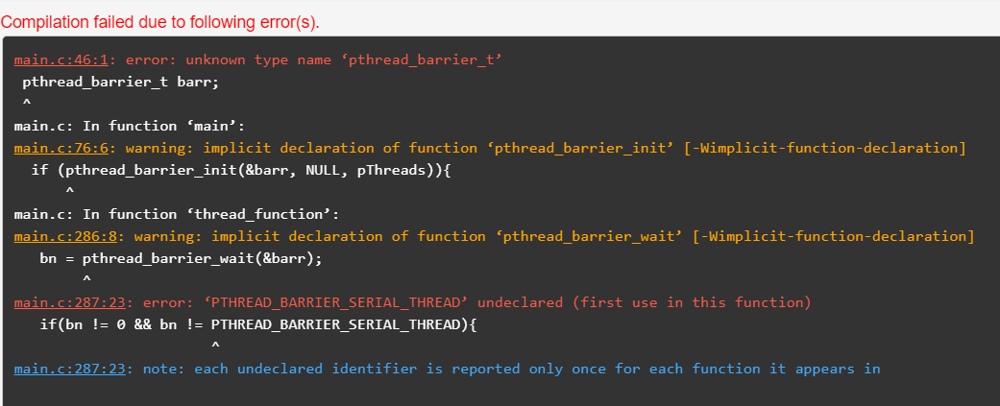 Compilation failed due to following error(s).
main.c:46:1: error: unknown type name ‘pthread_barrier_t’
 pthread_barrier_t barr;
 ^
main.c: In function ‘main’:
main.c:76:6: warning: implicit declaration of function ‘pthread_barrier_init’ [-Wimplicit-function-declaration]
  if (pthread_barrier_init(&barr, NULL, pThreads)){
      ^
main.c: In function ‘thread_function’:
main.c:286:8: warning: implicit declaration of function ‘pthread_barrier_wait’ [-Wimplicit-function-declaration]
   bn = pthread_barrier_wait(&barr);
        ^
main.c:287:23: error: ‘PTHREAD_BARRIER_SERIAL_THREAD’ undeclared (first use in this function)
   if(bn != 0 && bn != PTHREAD_BARRIER_SERIAL_THREAD){
                       ^
main.c:287:23: note: each undeclared identifier is reported only once for each function it appears in